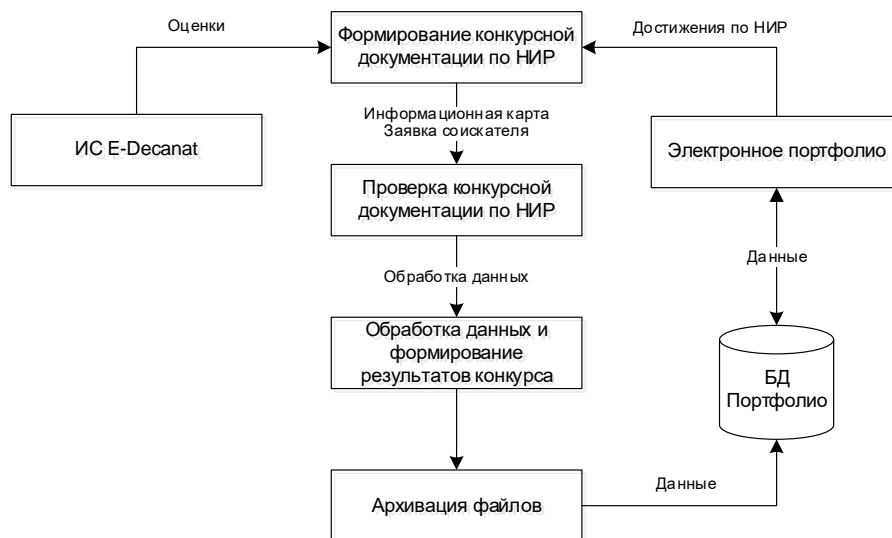 Оценки
Формирование конкурсной
документации по НИР
Достижения по НИР
ИС E-Decanat
Информационная карта
Заявка соискателя
Электронное портфолио
Проверка конкурсной
документации по НИР
Данные
Обработка данных
Обработка данных и
формирование
результатов конкурса
БД
Портфолио
Архивация файлов
Данные